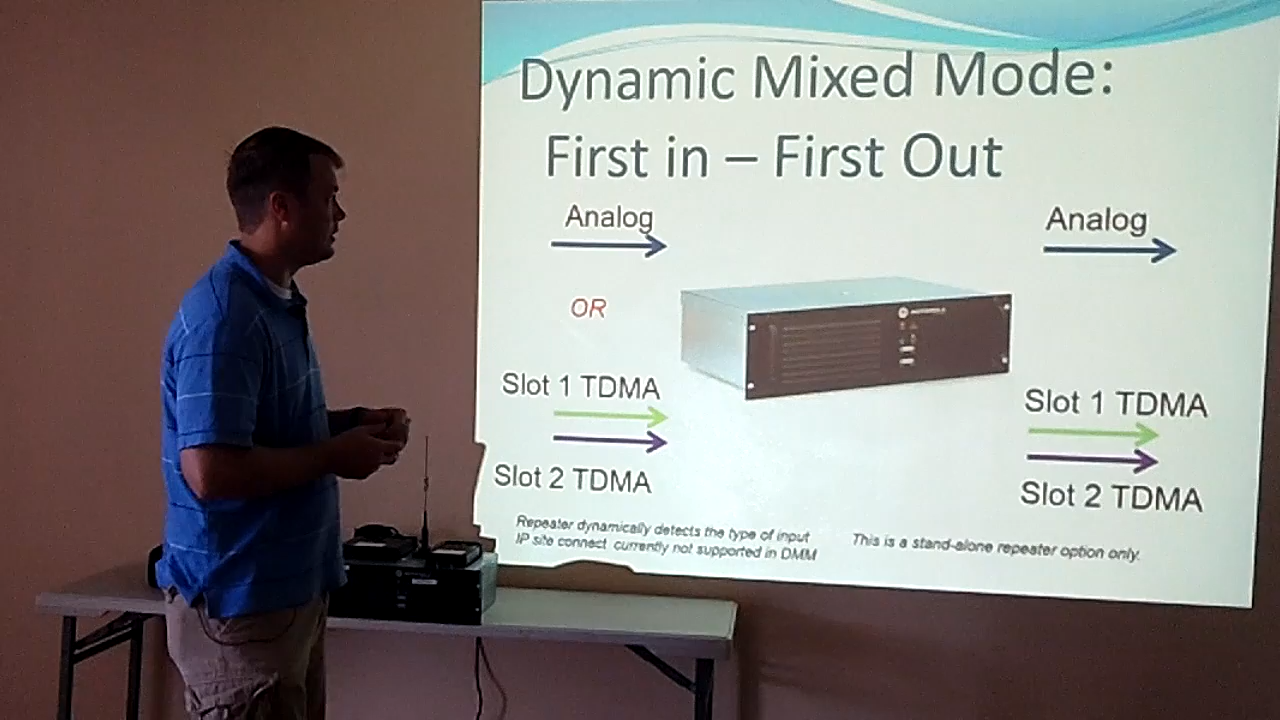 Dynamic Mixed Mode:
First in – First Out
Analog
Analog
OR
MOTOROLA
Slot 1 TDMA
Slot 1 TDMA
Slot 2 TDMA
Slot 2 TDMA
Repeater dynamically detects the type of input
IP site connect currently not supported in DMM
This is a stand-alone repeater option only.